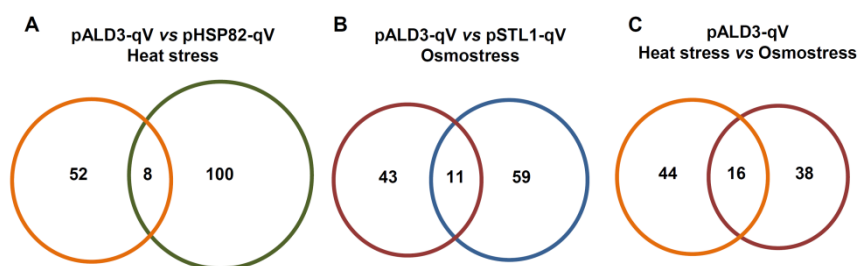 A
pALD3-qV vs pHSP82-qV
Heat stress
52
8
100
B
pALD3-qV vs pSTL1-qV
Osmostress
43
11
59
C
pALD3-qV
Heat stress vs Osmostress
44
16
38